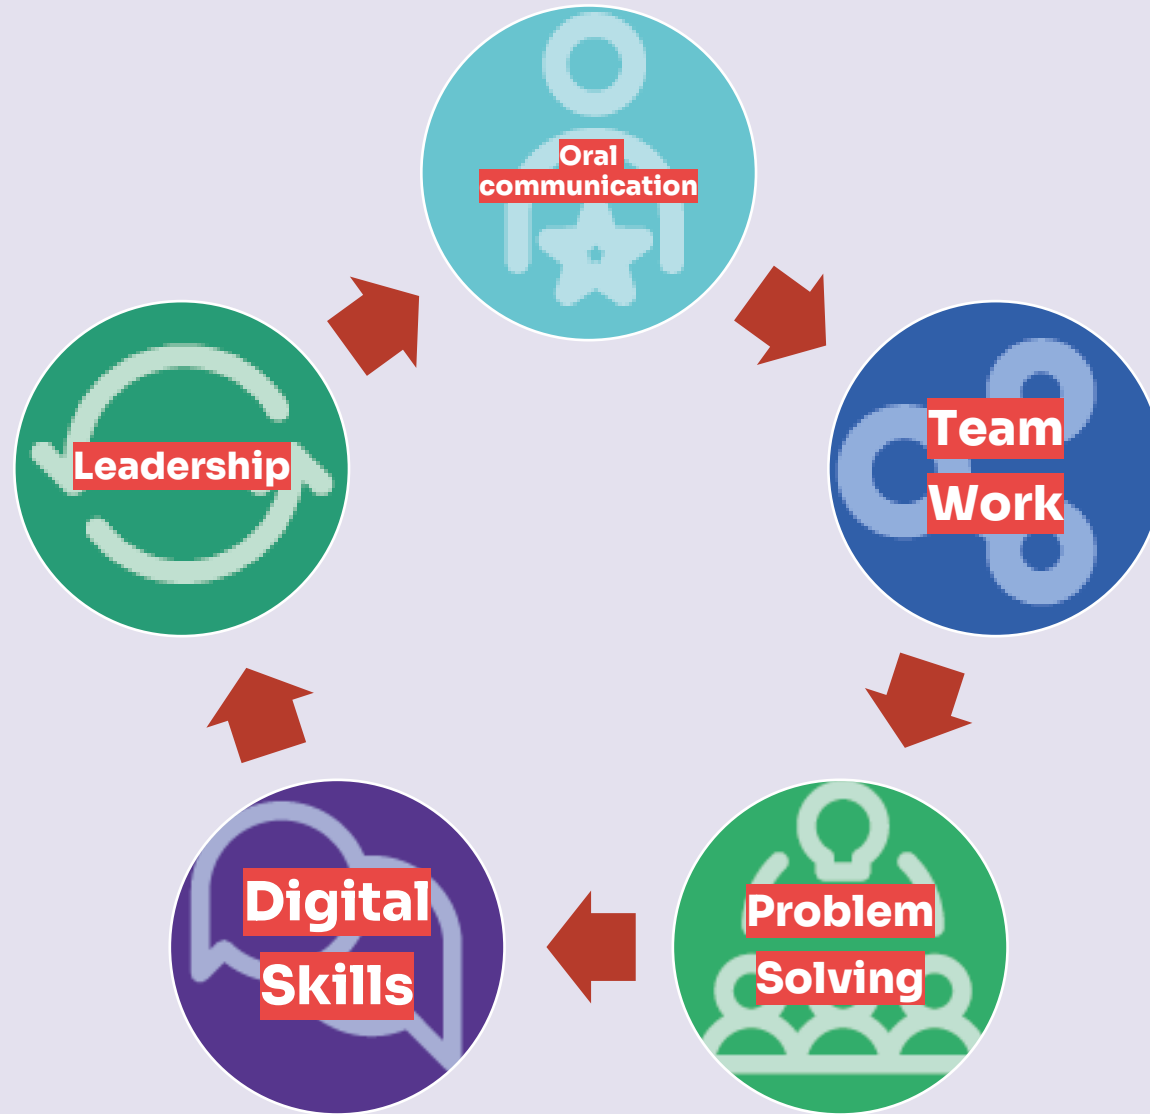 Oral
communication
Team
Work
Problem
Solving
Digital
Skills
Leadership